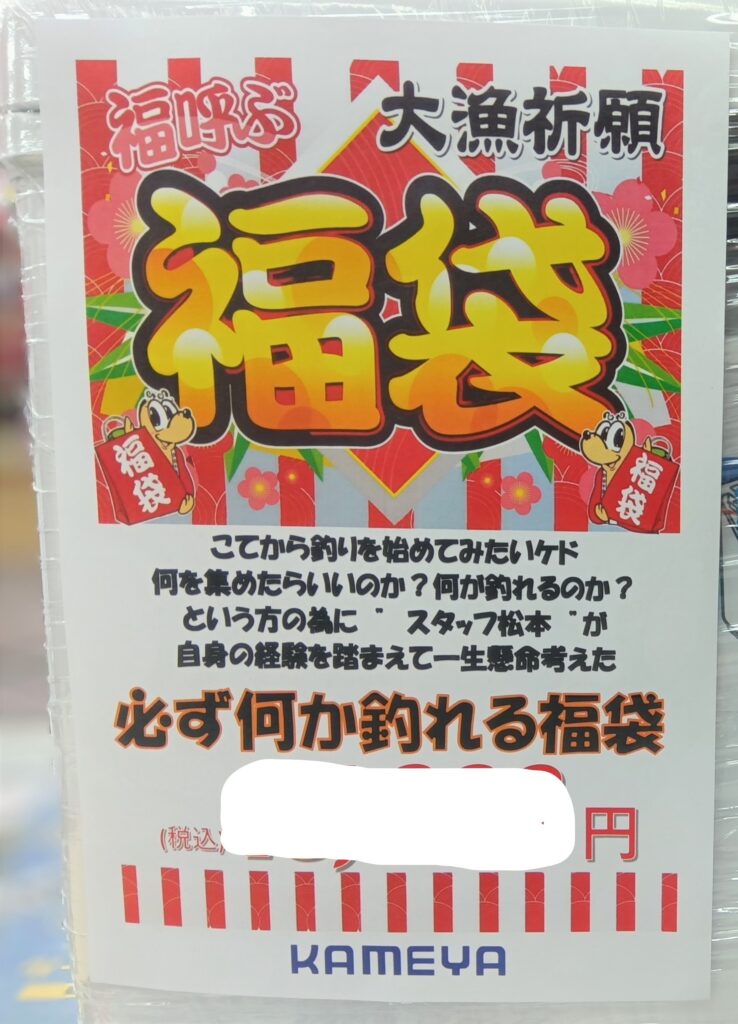 福呼ぶ 大漁祈願
福袋
福袋
福袋
こてから釣りを始めてみたいケド
何を集めたらいいのか？何が釣れるのか？
という方の為に ” スタッフ松本 ” が
自身の経験を踏まえて一生懸命考えた
必ず何か釣れる福袋
(税込) 円
KAMEYA